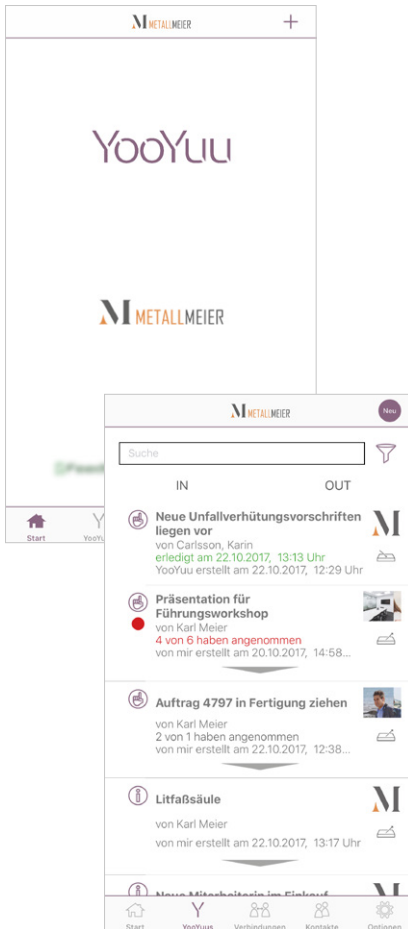 METALLMEIER
YooYuu
METALLMEIER
Start
METALLMEIER
Neu
Suche
IN OUT
Neue Unfallverhütungsvorschriften
liegen vor
von Carlsson, Karin
erledigt am 22.10.2017, 13:13 Uhr
YooYuu erstellt am 22.10.2017, 12:29 Uhr
Präsentation für
Führungsworkshop
von Karl Meier
4 von 6 haben angenommen
von mir erstellt am 20.10.2017, 14:58...
Auftrag 4797 in Fertigung ziehen
von Karl Meier
2 von 1 haben angenommen
von mir erstellt am 22.10.2017, 12:38...
Litfaßsäule
von Karl Meier
von mir erstellt am 22.10.2017, 13:17 Uhr
Neue Mitarbeiterin im Einkauf
Start YooYuus Verbindungen Kontakte Optionen